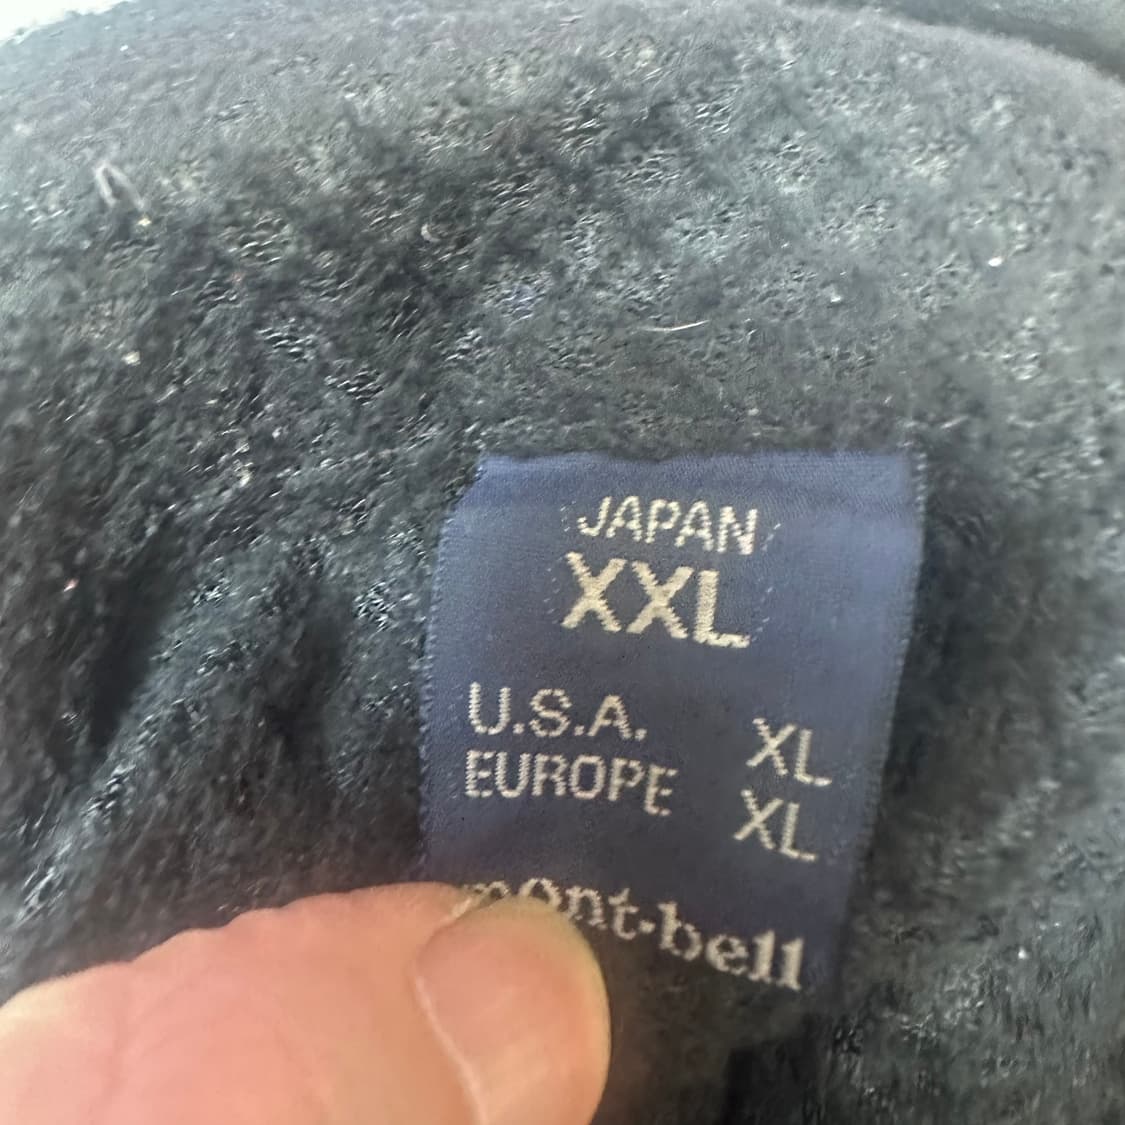 JAPAN
XXL
U.S.A. XL
EUROPE XL
mont-bell